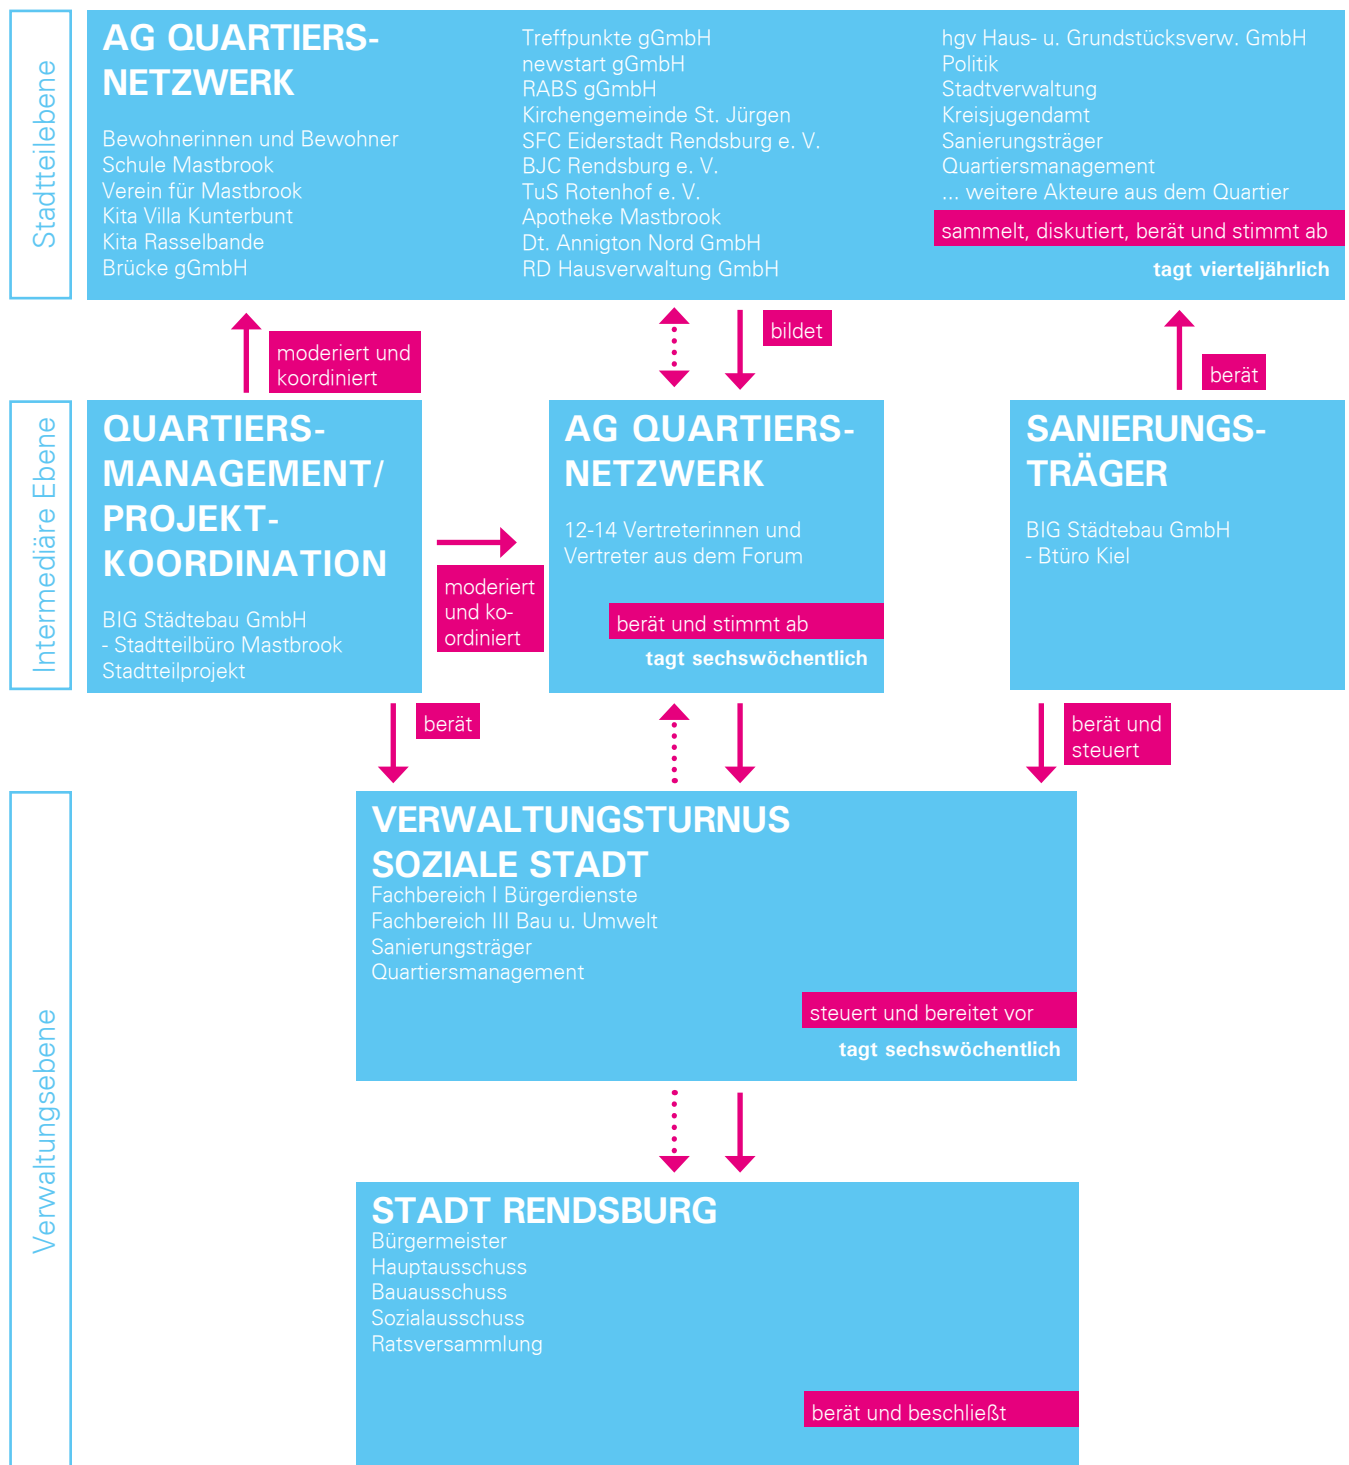 Stadtteilebene
AG QUARTIERS-
NETZWERK
Bewohnerinnen und Bewohner
Schule Mastbrook
Verein für Mastbrook
Kita Villa Kunterbunt
Kita Rasselbande
Brücke gGmbH
Treffpunkte gGmbH
newstart gGmbH
RABS gGmbH
Kirchengemeinde St. Jürgen
SFC Eiderstadt Rendsburg e. V.
BJC Rendsburg e. V.
TuS Rotenhof e. V.
Apotheke Mastbrook
Dt. Annigton Nord GmbH
RD Hausverwaltung GmbH
hgv Haus- u. Grundstücksverw. GmbH
Politik
Stadtverwaltung
Kreisjugendamt
Sanierungsträger
Quartiersmanagement
... weitere Akteure aus dem Quartier
sammelt, diskutiert, berät und stimmt ab
tagt vierteljährlich
moderiert und
koordiniert
bildet
berät
Intermediäre Ebene
QUARTIERS-
MANAGEMENT/
PROJEKT-
KOORDINATION
BIG Städtebau GmbH
- Stadtteilbüro Mastbrook
Stadtteilprojekt
moderiert
und ko-
ordiniert
AG QUARTIERS-
NETZWERK
12-14 Vertreterinnen und
Vertreter aus dem Forum
berät und stimmt ab
tagt sechswöchentlich
SANIERUNGS-
TRÄGER
BIG Städtebau GmbH
- Btüro Kiel
berät
berät und
steuert
Verwaltungsebene
VERWALTUNGSTURNUS
SOZIALE STADT
Fachbereich I Bürgerdienste
Fachbereich III Bau u. Umwelt
Sanierungsträger
Quartiersmanagement
steuert und bereitet vor
tagt sechswöchentlich
STADT RENDSBURG
Bürgermeister
Hauptausschuss
Bauausschuss
Sozialausschuss
Ratsversammlung
berät und beschließt